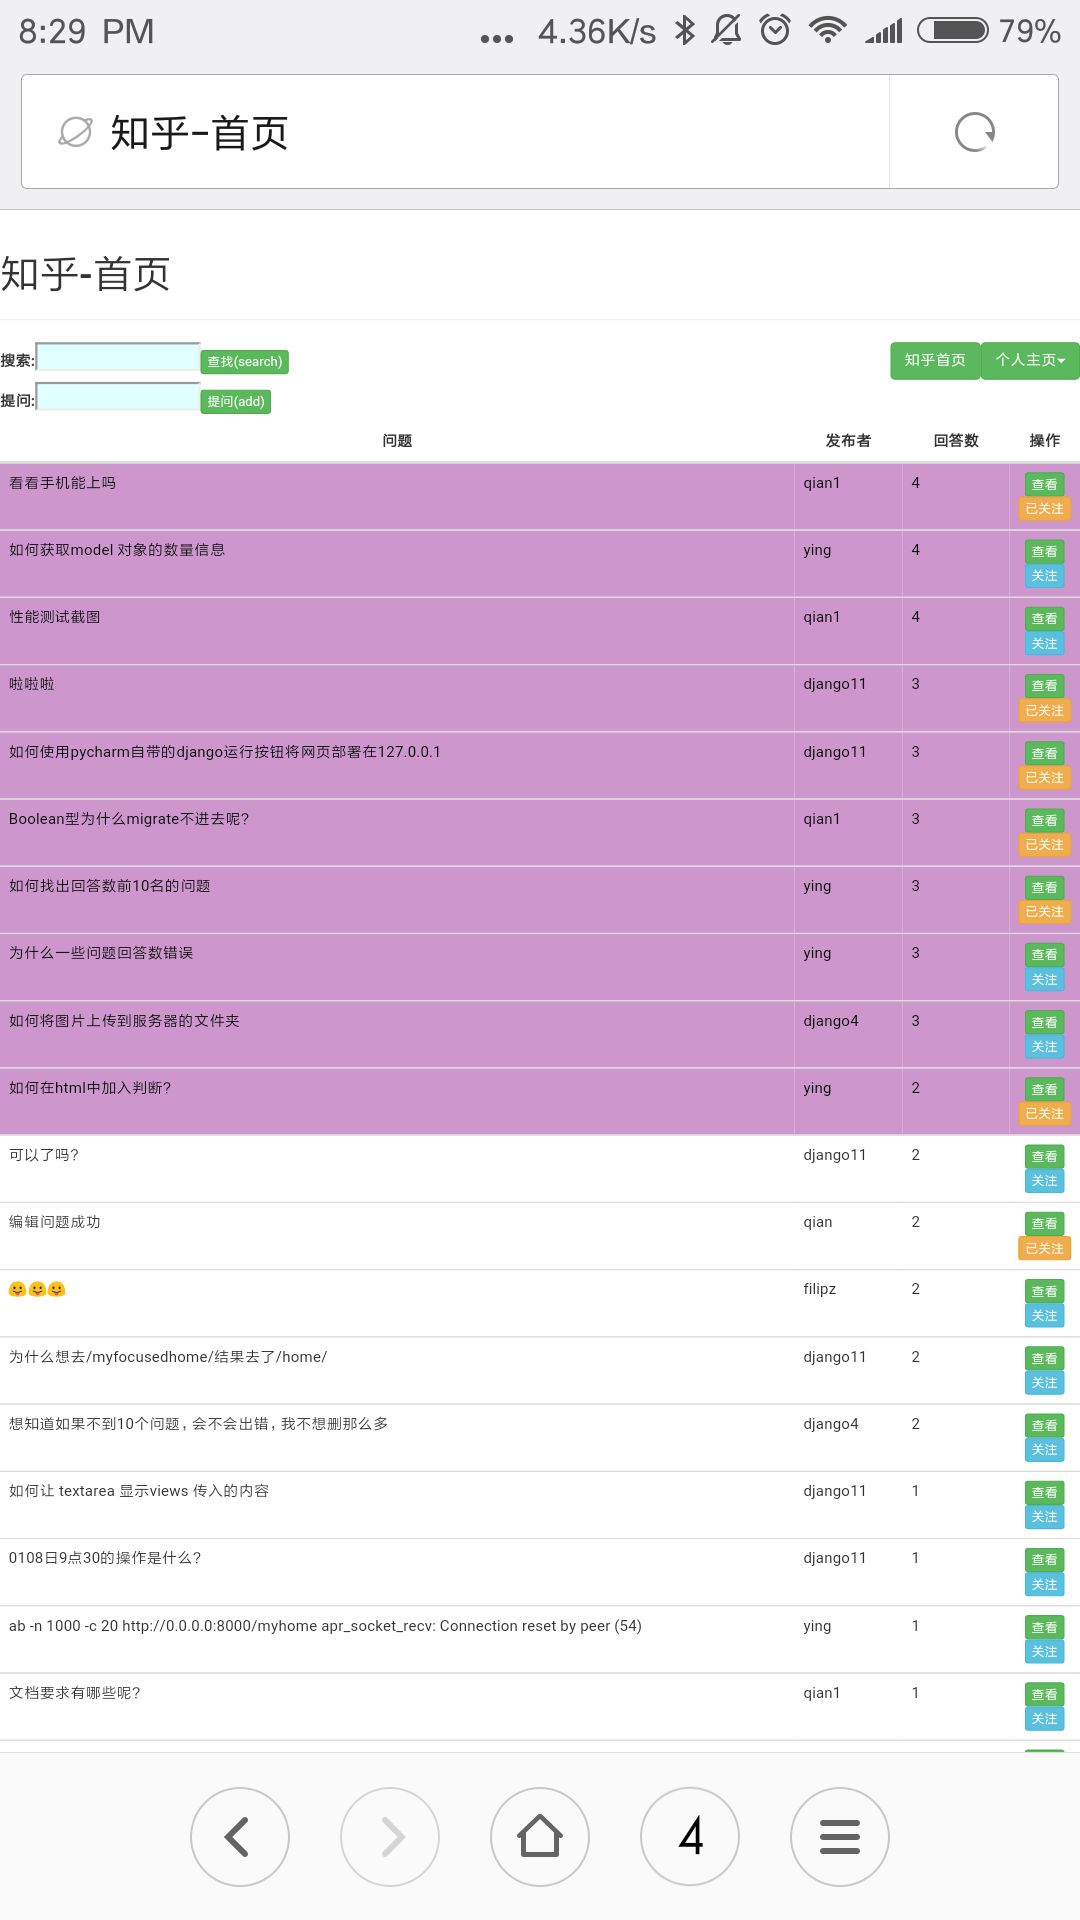 8:29 PM ... 4.36K/s 79%
知乎-首页
知乎-首页
搜索: 查找(search) 知乎首页 个人主页
提问: 提问(add)
问题 发布者 回答数 操作
看看手机能上吗 qian1 4 查看
已关注
如何获取model 对象的数量信息 ying 4 查看
关注
性能测试截图 qian1 4 查看
关注
啦啦啦 django11 3 查看
已关注
如何使用pycharm自带的django运行按钮将网页部署在127.0.0.1 django11 3 查看
已关注
Boolean型为什么migrate不进去呢? qian1 3 查看
已关注
如何找出回答数前10名的问题 ying 3 查看
已关注
为什么一些问题回答数错误 ying 3 查看
关注
如何将图片上传到服务器的文件夹 django4 3 查看
关注
如何在html中加入判断? ying 2 查看
已关注
可以了吗? django11 2 查看
关注
编辑问题成功 qian 2 查看
已关注
😛😛😛 filipz 2 查看
关注
为什么想去/myfocusedhome/结果去了/home/ django11 2 查看
关注
想知道如果不到10个问题，会不会出错，我不想删那么多 django4 2 查看
关注
如何让 textarea 显示views 传入的内容 django11 1 查看
关注
0108日9点30的操作是什么? django11 1 查看
关注
ab -n 1000 -c 20 http://0.0.0.0:8000/myhome apr_socket_recv: Connection reset by peer (54) ying 1 查看
关注
文档要求有哪些呢? qian1 1 查看
关注
4